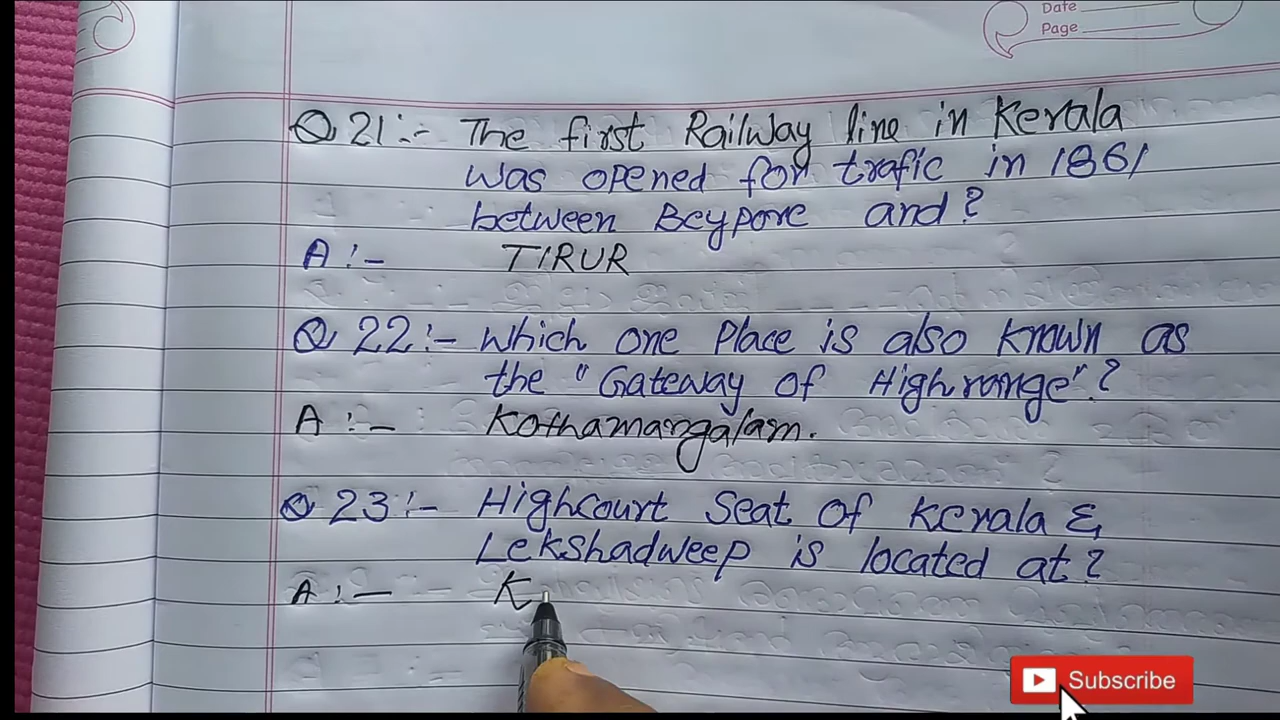 Date
Page
Q 21:- The first Railway line in Kerala
was opened for trafic in 1861
between Beypore and?
A:- TIRUR
Q 22:- Which one Place is also known as
the "Gateway of Highrange"?
A:- Kothamangalam.
Q 23:- Highcourt Seat of Kerala &
Lekshadweep is located at?
A:- K
Subscribe